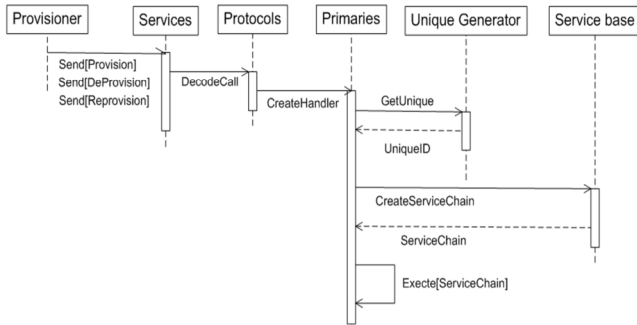 Provisioner
Services
Protocols
Primaries
Unique Generator
Service base
Send[Provision]
Send[DeProvision]
Send[Reprovision]
DecodeCall
CreateHandler
GetUnique
UniqueID
CreateServiceChain
ServiceChain
Execte[ServiceChain]